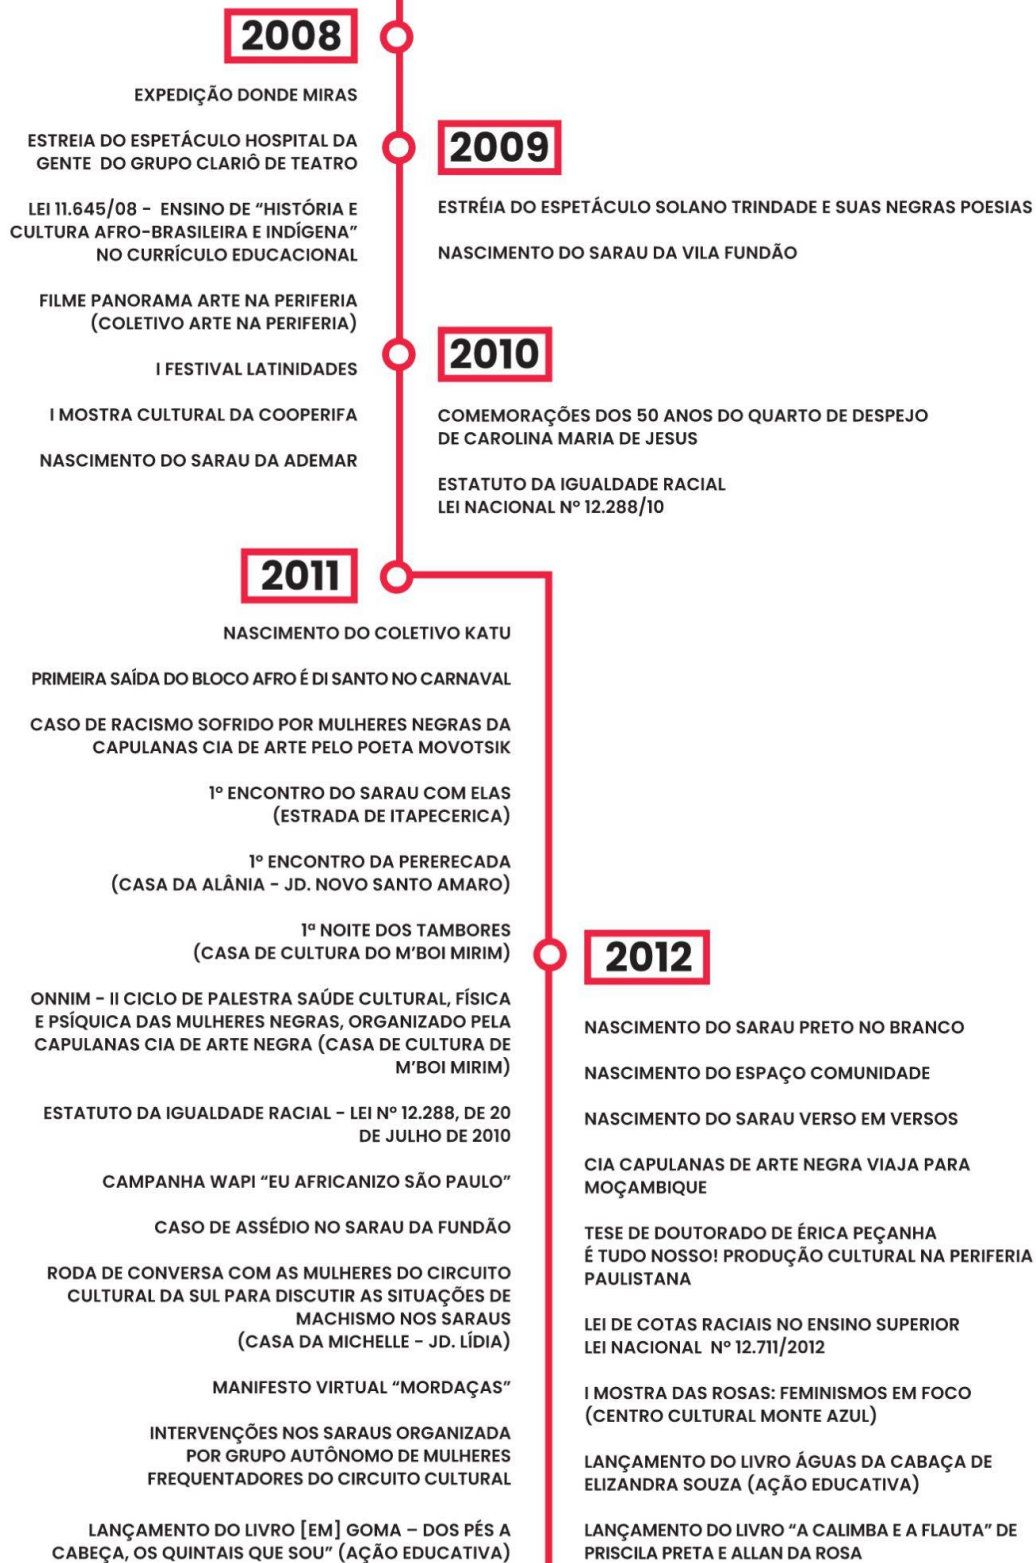 2008
EXPEDIÇÃO DONDE MIRAS
ESTREIA DO ESPETÁCULO HOSPITAL DA
GENTE DO GRUPO CLARIÔ DE TEATRO
LEI 11.645/08 - ENSINO DE “HISTÓRIA E
CULTURA AFRO-BRASILEIRA E INDÍGENA”
NO CURRÍCULO EDUCACIONAL
FILME PANORAMA ARTE NA PERIFERIA
(COLETIVO ARTE NA PERIFERIA)
I FESTIVAL LATINIDADES
I MOSTRA CULTURAL DA COOPERIFA
NASCIMENTO DO SARAU DA ADEMAR
2009
ESTRÉIA DO ESPETÁCULO SOLANO TRINDADE E SUAS NEGRAS POESIAS
NASCIMENTO DO SARAU DA VILA FUNDÃO
2010
COMEMORAÇÕES DOS 50 ANOS DO QUARTO DE DESPEJO
DE CAROLINA MARIA DE JESUS
ESTATUTO DA IGUALDADE RACIAL
LEI NACIONAL Nº 12.288/10
2011
NASCIMENTO DO COLETIVO KATU
PRIMEIRA SAÍDA DO BLOCO AFRO É DI SANTO NO CARNAVAL
CASO DE RACISMO SOFRIDO POR MULHERES NEGRAS DA
CAPULANAS CIA DE ARTE PELO POETA MOVOTSIK
1º ENCONTRO DO SARAU COM ELAS
(ESTRADA DE ITAPECERICA)
1º ENCONTRO DA PERERECADA
(CASA DA ALÂNIA - JD. NOVO SANTO AMARO)
1ª NOITE DOS TAMBORES
(CASA DE CULTURA DO M’BOI MIRIM)
ONNIM - II CICLO DE PALESTRA SAÚDE CULTURAL, FÍSICA
E PSÍQUICA DAS MULHERES NEGRAS, ORGANIZADO PELA
CAPULANAS CIA DE ARTE NEGRA (CASA DE CULTURA DE
M’BOI MIRIM)
ESTATUTO DA IGUALDADE RACIAL - LEI Nº 12.288, DE 20
DE JULHO DE 2010
CAMPANHA WAPI “EU AFRICANIZO SÃO PAULO”
CASO DE ASSÉDIO NO SARAU DA FUNDÃO
RODA DE CONVERSA COM AS MULHERES DO CIRCUITO
CULTURAL DA SUL PARA DISCUTIR AS SITUAÇÕES DE
MACHISMO NOS SARAUS
(CASA DA MICHELLE - JD. LÍDIA)
MANIFESTO VIRTUAL “MORDAÇAS”
INTERVENÇÕES NOS SARAUS ORGANIZADA
POR GRUPO AUTÔNOMO DE MULHERES
FREQUENTADORES DO CIRCUITO CULTURAL
LANÇAMENTO DO LIVRO [EM] GOMA – DOS PÉS A
CABEÇA, OS QUINTAIS QUE SOU” (AÇÃO EDUCATIVA)
2012
NASCIMENTO DO SARAU PRETO NO BRANCO
NASCIMENTO DO ESPAÇO COMUNIDADE
NASCIMENTO DO SARAU VERSO EM VERSOS
CIA CAPULANAS DE ARTE NEGRA VIAJA PARA
MOÇAMBIQUE
TESE DE DOUTORADO DE ÉRICA PEÇANHA
É TUDO NOSSO! PRODUÇÃO CULTURAL NA PERIFERIA
PAULISTANA
LEI DE COTAS RACIAIS NO ENSINO SUPERIOR
LEI NACIONAL Nº 12.711/2012
I MOSTRA DAS ROSAS: FEMINISMOS EM FOCO
(CENTRO CULTURAL MONTE AZUL)
LANÇAMENTO DO LIVRO ÁGUAS DA CABAÇA DE
ELIZANDRA SOUZA (AÇÃO EDUCATIVA)
LANÇAMENTO DO LIVRO “A CALIMBA E A FLAUTA” DE
PRISCILA PRETA E ALLAN DA ROSA